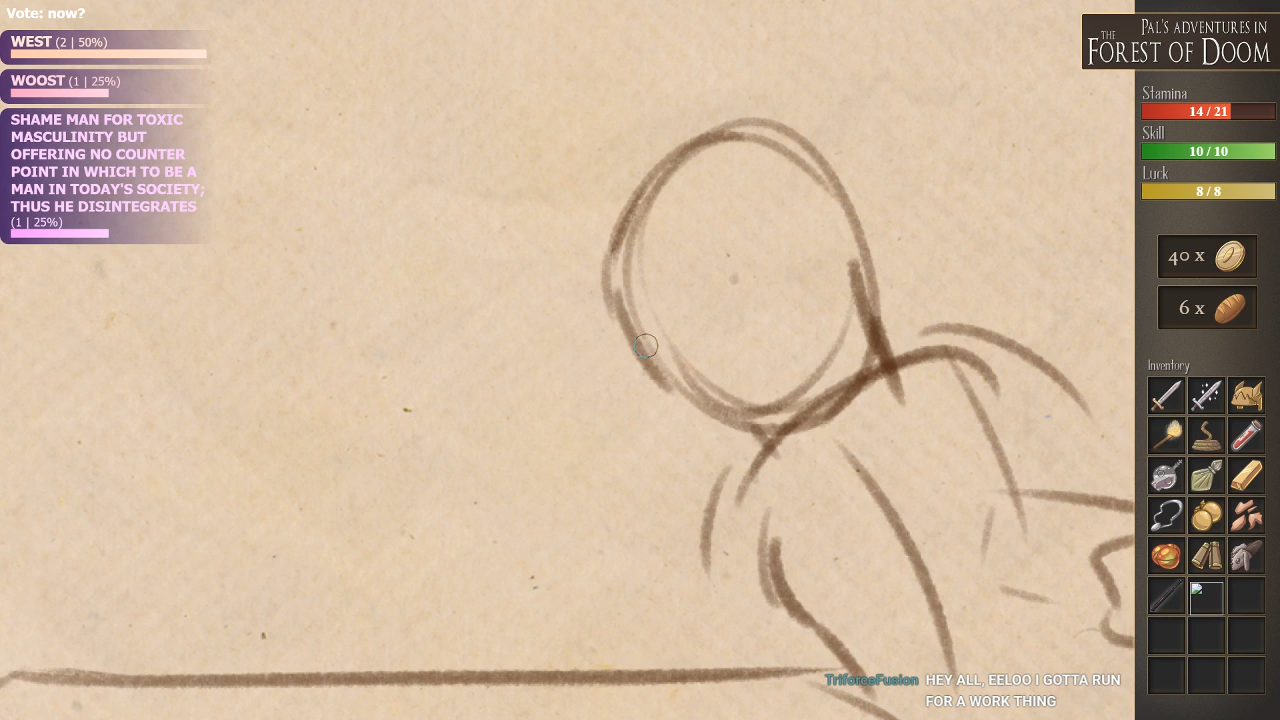 Vote: now?
WEST (2 | 50%)
WOOST (1 | 25%)
SHAME MAN FOR TOXIC
MASCULINITY BUT
OFFERING NO COUNTER
POINT IN WHICH TO BE A
MAN IN TODAY'S SOCIETY;
THUS HE DISINTEGRATES
(1 | 25%)
PAL'S ADVENTURES IN
THE FOREST OF DOOM
Stamina
14 / 21
Skill
10 / 10
Luck
8 / 8
40 x
6 x
Inventory
TriforceFusion HEY ALL, EELOO I GOTTA RUN
FOR A WORK THING